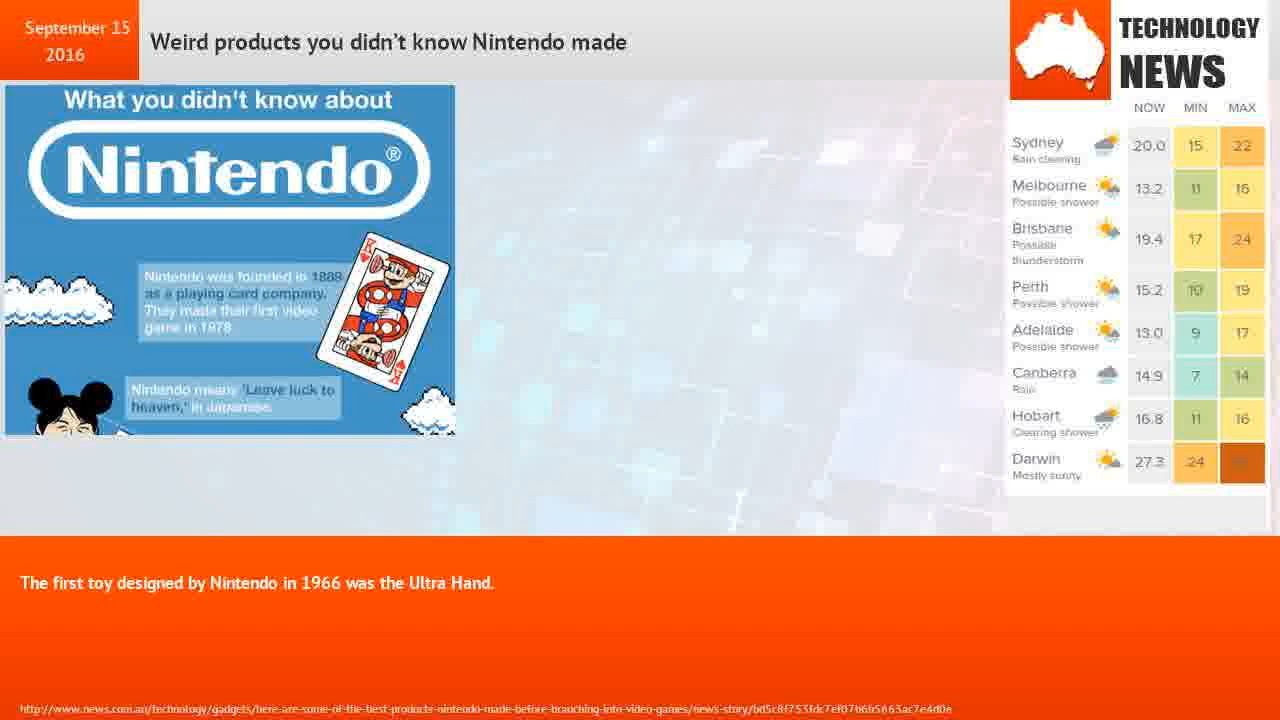 September 15
2016
Weird products you didn't know Nintendo made
TECHNOLOGY
NEWS
What you didn't know about
Nintendo®
Nintendo was founded in 1889
as a playing card company.
They made their first video
game in 1978
K
K
Nintendo means 'Leave luck to
heaven,' in Japanese.
NOW MIN MAX
Sydney 20.0 15 22
Rain clearing
Melbourne 13.2 11 16
Possible shower
Brisbane 19.4 17 24
Possible
thunderstorm
Perth 15.2 10 19
Possible shower
Adelaide 13.0 9 17
Possible shower
Canberra 14.9 7 14
Rain
Hobart 16.8 11 16
Clearing shower
Darwin 27.3 24
Mostly sunny
The first toy designed by Nintendo in 1966 was the Ultra Hand.